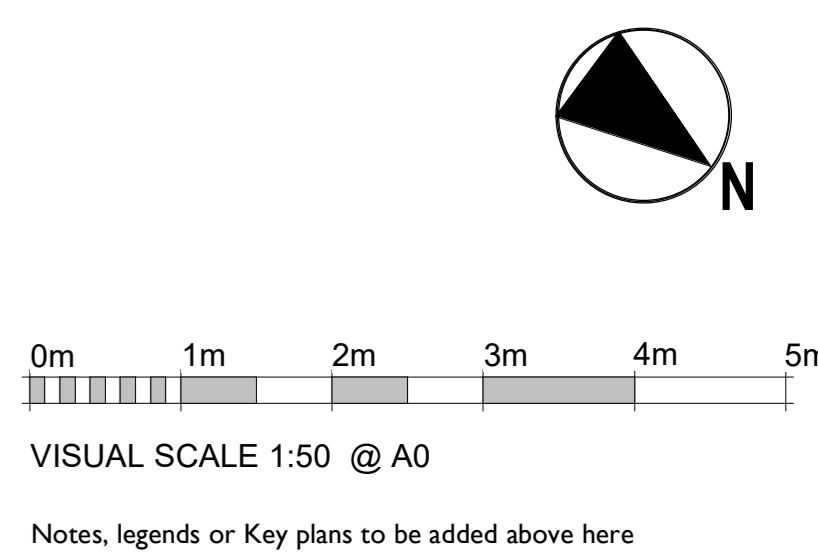 N
0m 1m 2m 3m 4m 5m
VISUAL SCALE 1:50 @ A0
Notes, legends or Key plans to be added above here